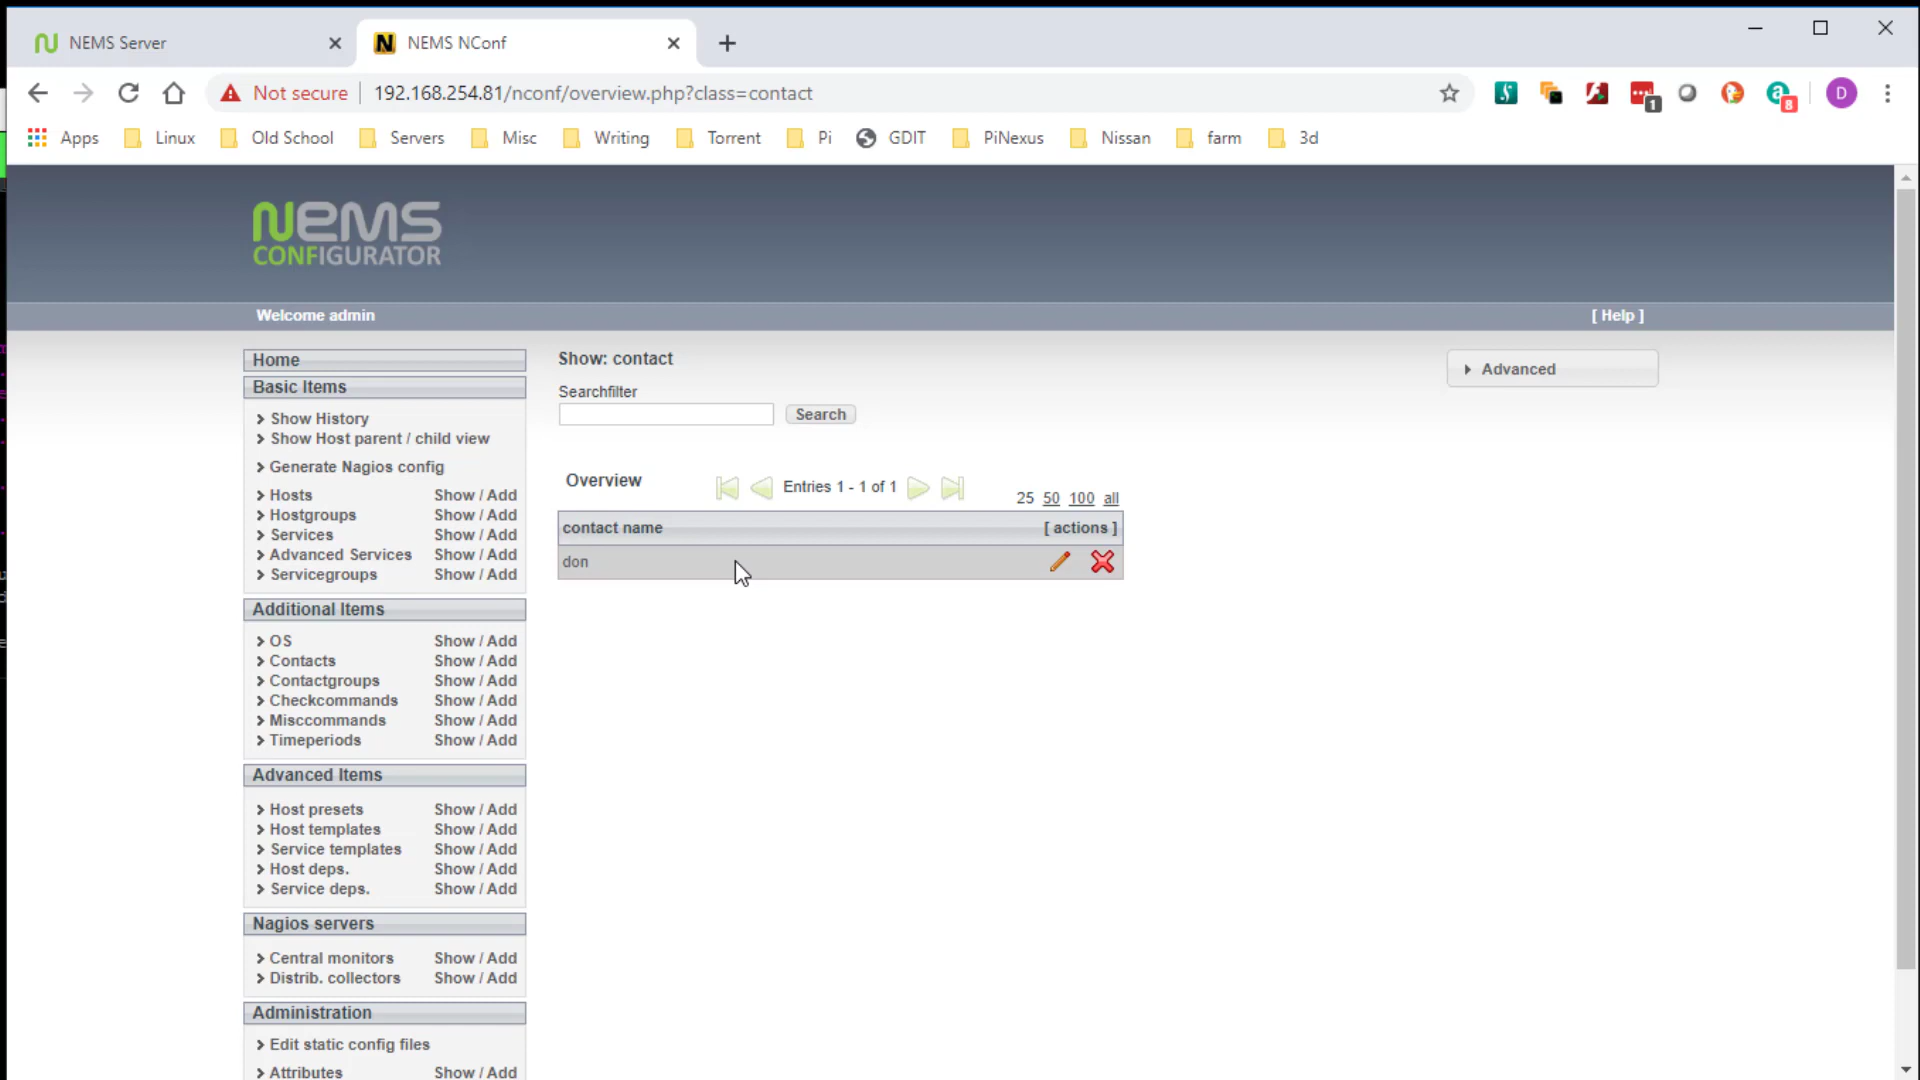 NEMS Server
NEMS NConf
Not secure 192.168.254.81/nconf/overview.php?class=contact
1 a 8 D
Apps Linux Old School Servers Misc Writing Torrent Pi GDIT PiNexus Nissan farm 3d
NEMS
CONFIGURATOR
Welcome admin [ Help ]
Home
Basic Items
Show History
Show Host parent / child view
Generate Nagios config
Hosts Show / Add
Hostgroups Show / Add
Services Show / Add
Advanced Services Show / Add
Servicegroups Show / Add
Additional Items
OS Show / Add
Contacts Show / Add
Contactgroups Show / Add
Checkcommands Show / Add
Misccommands Show / Add
Timeperiods Show / Add
Advanced Items
Host presets Show / Add
Host templates Show / Add
Service templates Show / Add
Host deps. Show / Add
Service deps. Show / Add
Nagios servers
Central monitors Show / Add
Distrib. collectors Show / Add
Administration
Edit static config files
Attributes Show / Add
Show: contact
Searchfilter
Search
Advanced
Overview Entries 1 - 1 of 1
25 50 100 all
contact name [ actions ]
don